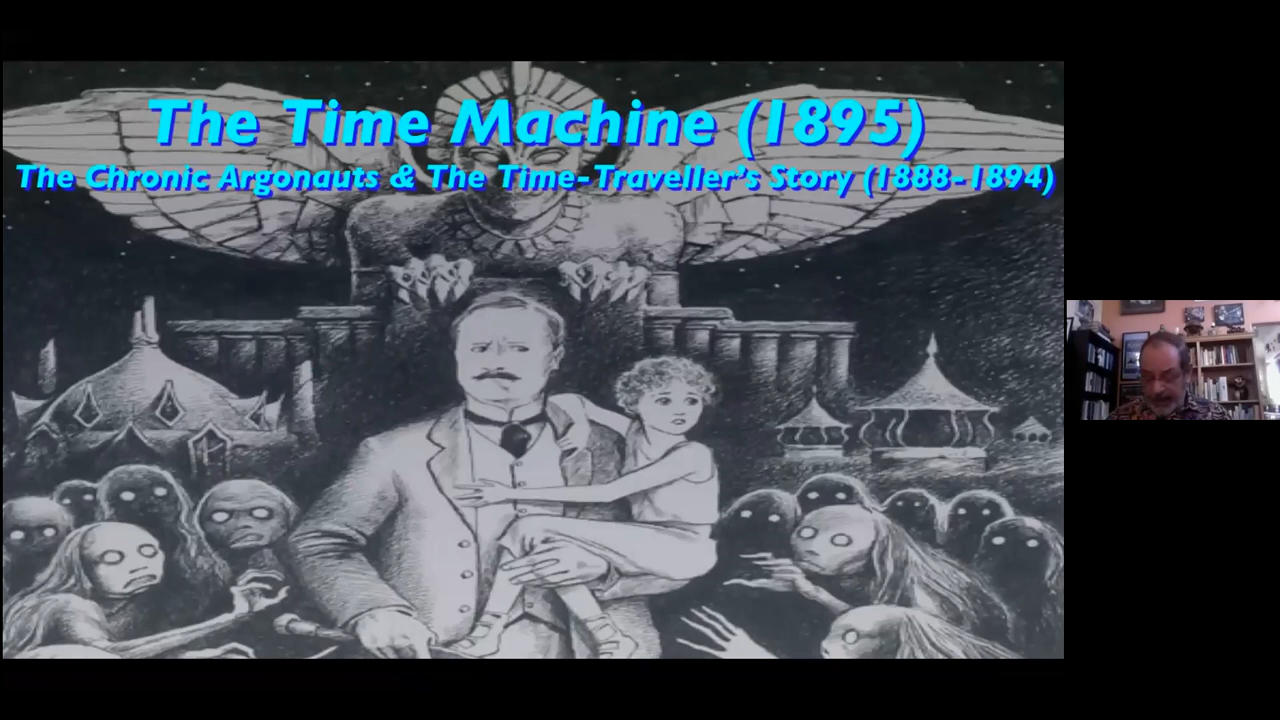 The Time Machine (1895)
The Chronic Argonauts & The Time-Traveller's Story (1888-1894)